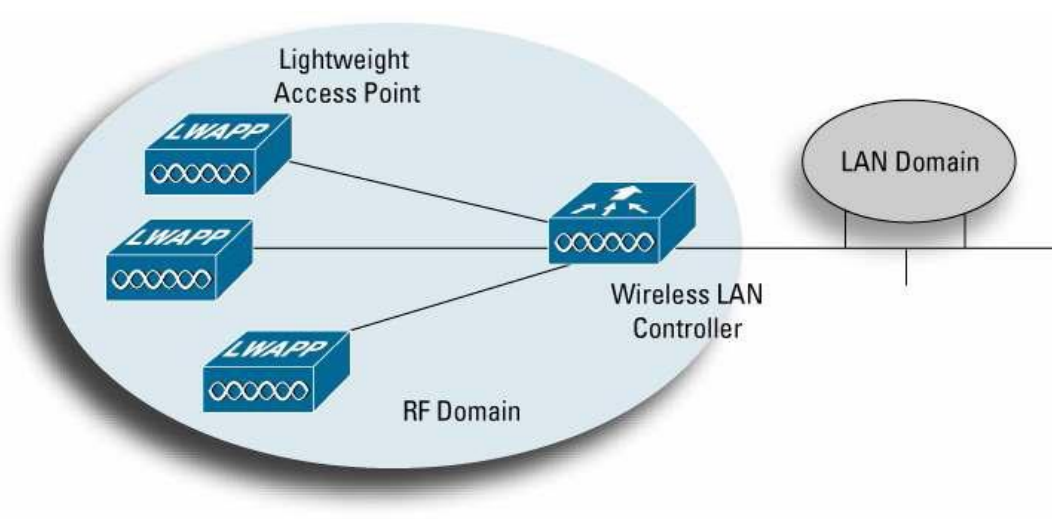 Lightweight
Access Point
LWAPP
LWAPP
LWAPP
LAN Domain
Wireless LAN
Controller
RF Domain